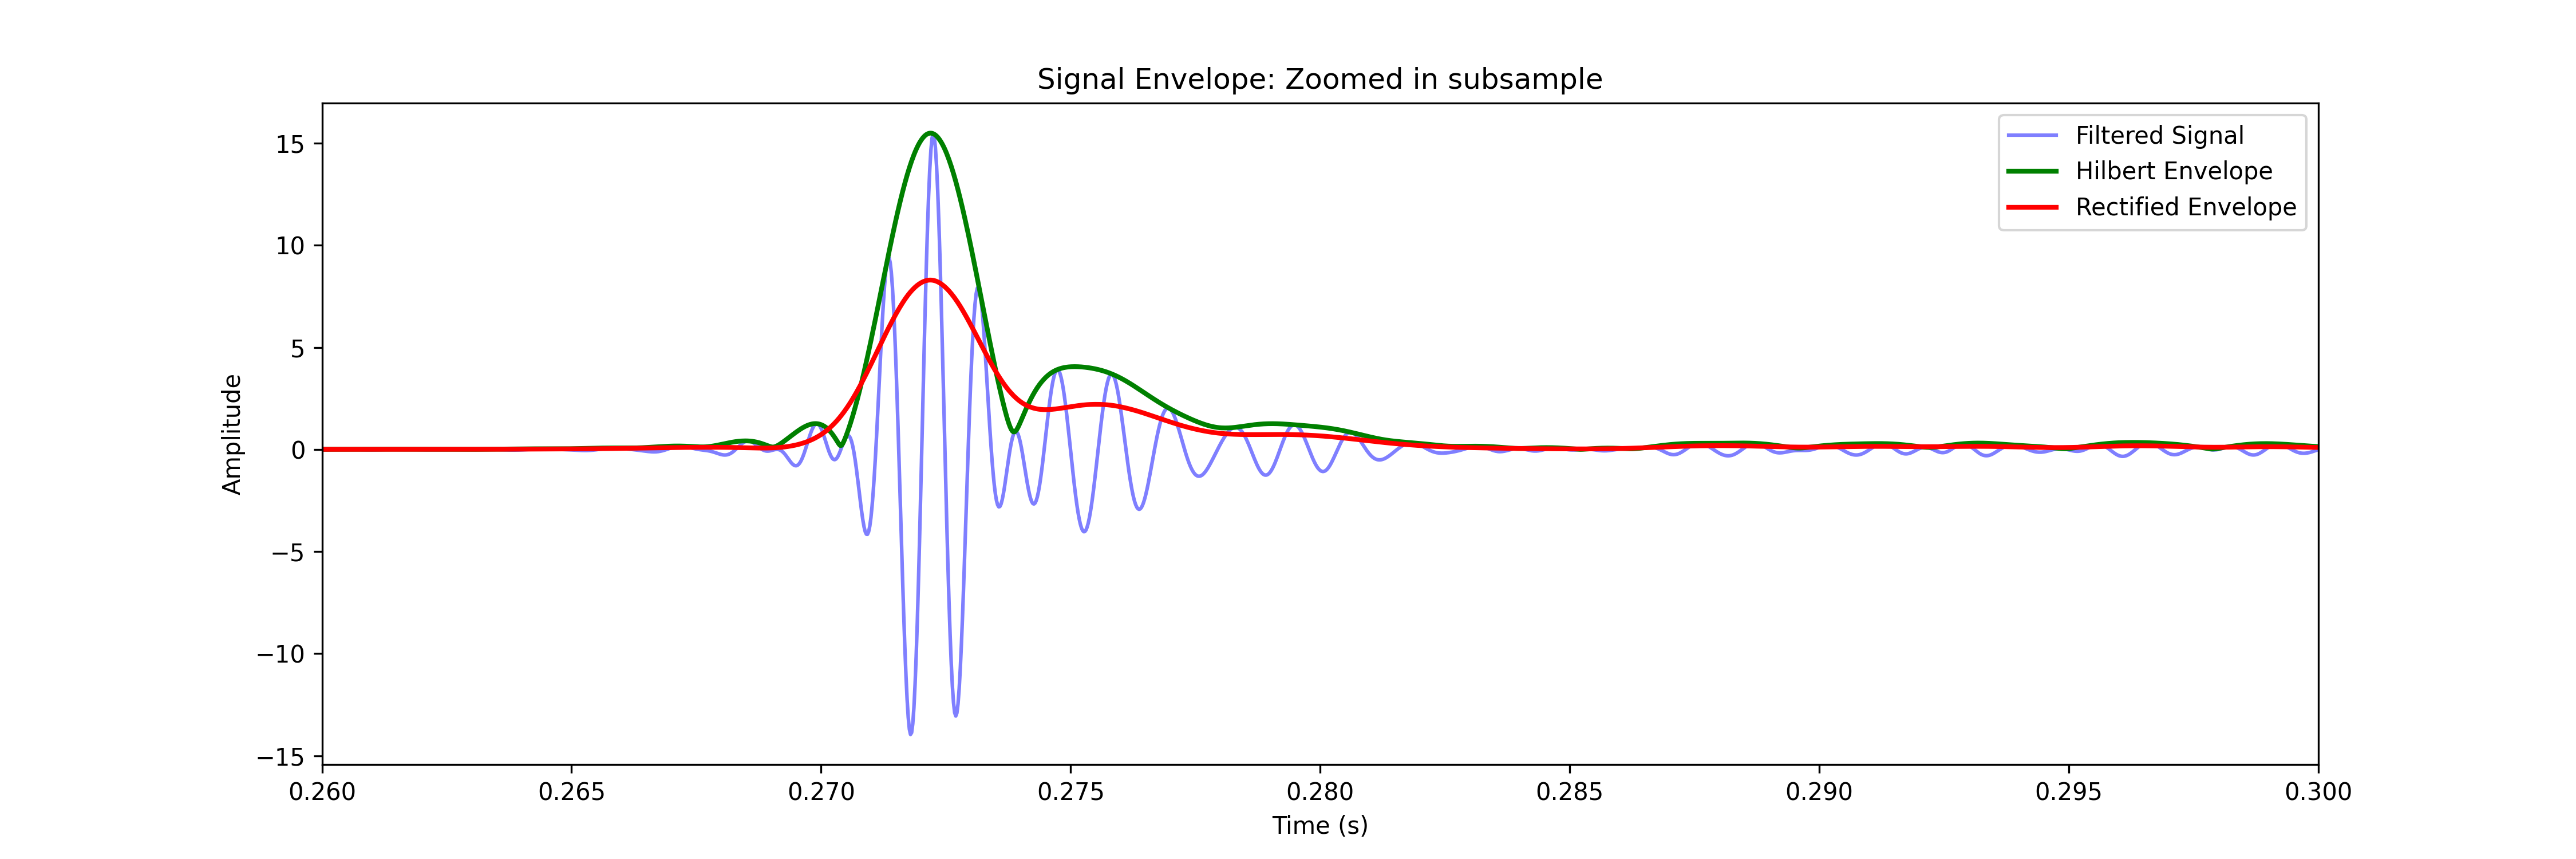 Signal Envelope: Zoomed in subsample
Filtered Signal
Hilbert Envelope
Rectified Envelope
Amplitude
15
10
5
0
−5
−10
−15
0.260 0.265 0.270 0.275 0.280 0.285 0.290 0.295 0.300
Time (s)